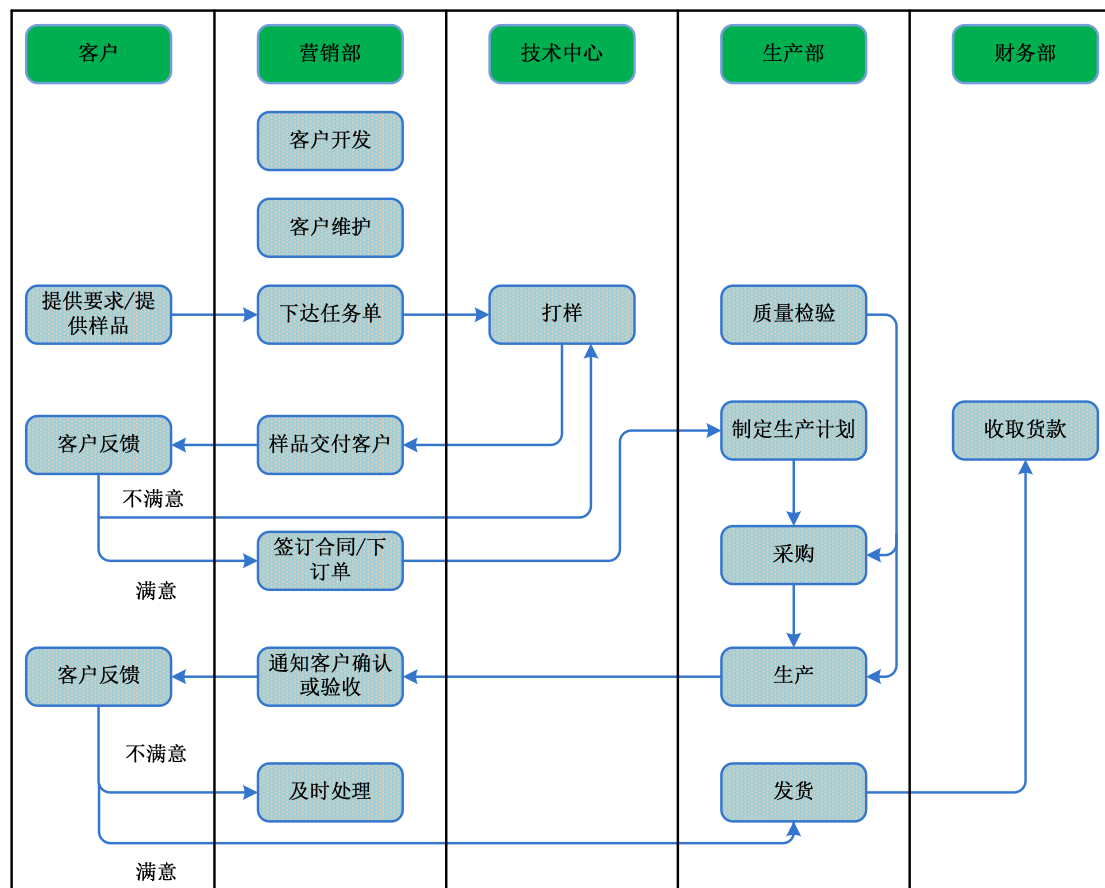 客户
营销部
技术中心
生产部
财务部
客户开发
客户维护
提供要求/提
供样品
下达任务单
打样
质量检验
客户反馈
样品交付客户
制定生产计划
收取货款
不满意
签订合同/下
订单
采购
满意
客户反馈
通知客户确认
或验收
生产
不满意
及时处理
发货
满意